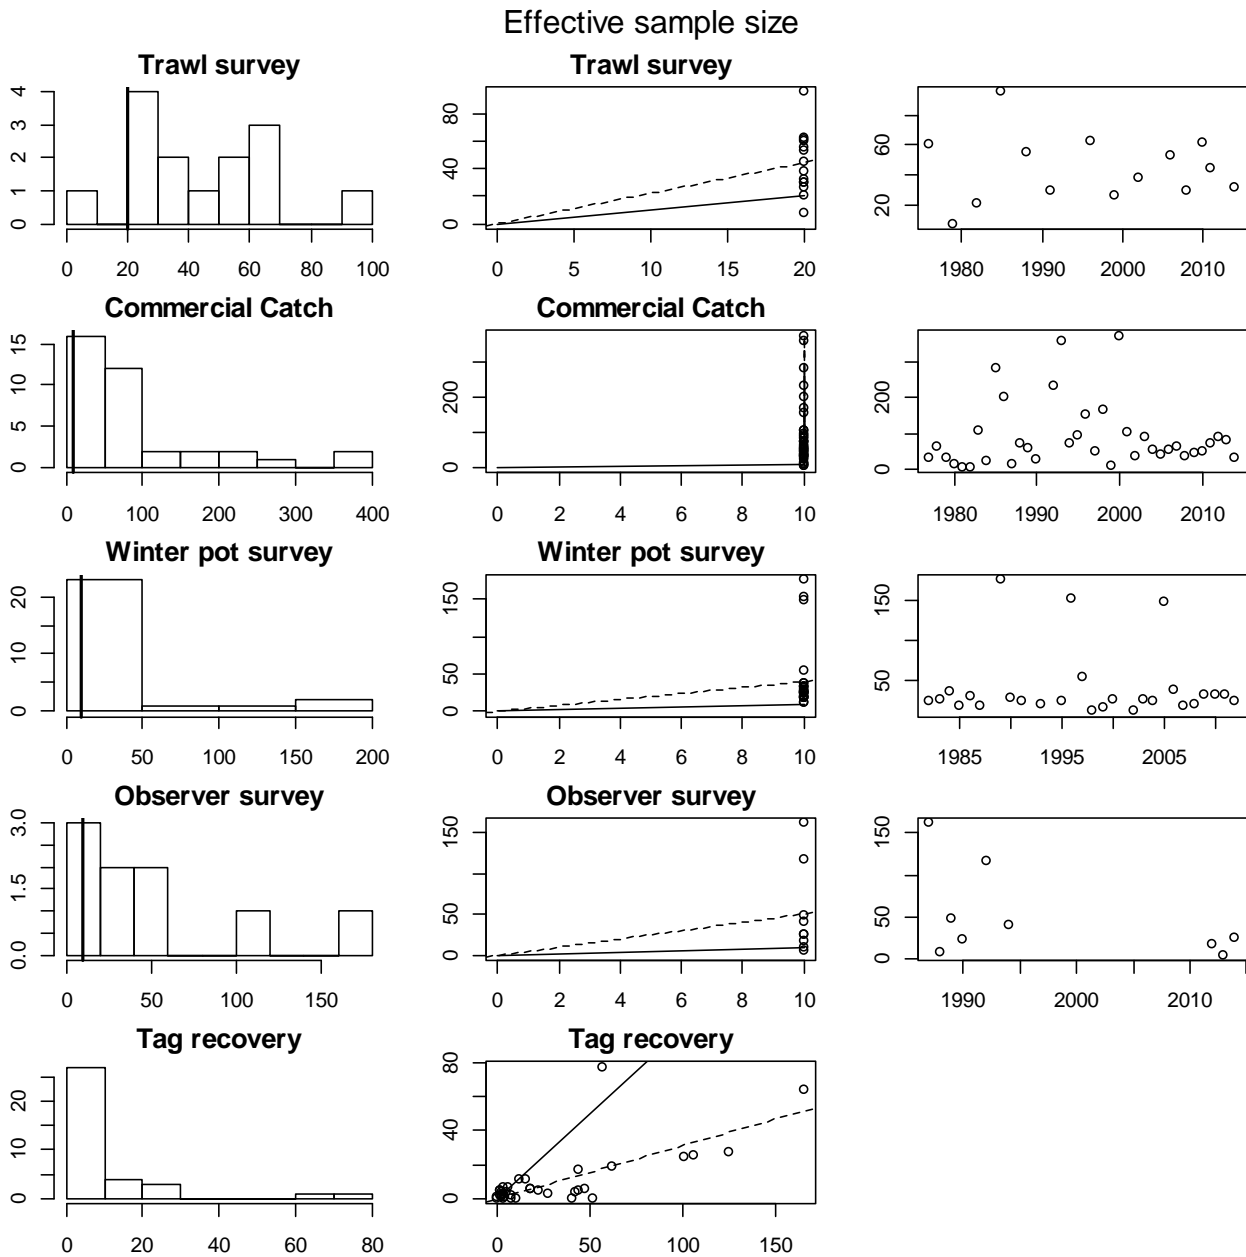 Effective sample size
Trawl survey
Trawl survey
0 1 2 3 4
0 20 40 60 80 100
0 40 80
0 5 10 15 20
20 60
1980 1990 2000 2010
Commercial Catch
Commercial Catch
0 5 10 15
0 100 200 300 400
0 200
0 2 4 6 8 10
0 100 200
1980 1990 2000 2010
Winter pot survey
Winter pot survey
0 10 20
0 50 100 150 200
0 50 150
0 2 4 6 8 10
50 150
1985 1995 2005
Observer survey
Observer survey
0.0 1.5 3.0
0 50 100 150
0 50 150
0 2 4 6 8 10
0 50 150
1990 2000 2010
Tag recovery
Tag recovery
0 10 20
0 20 40 60 80
0 40 80
0 50 100 150